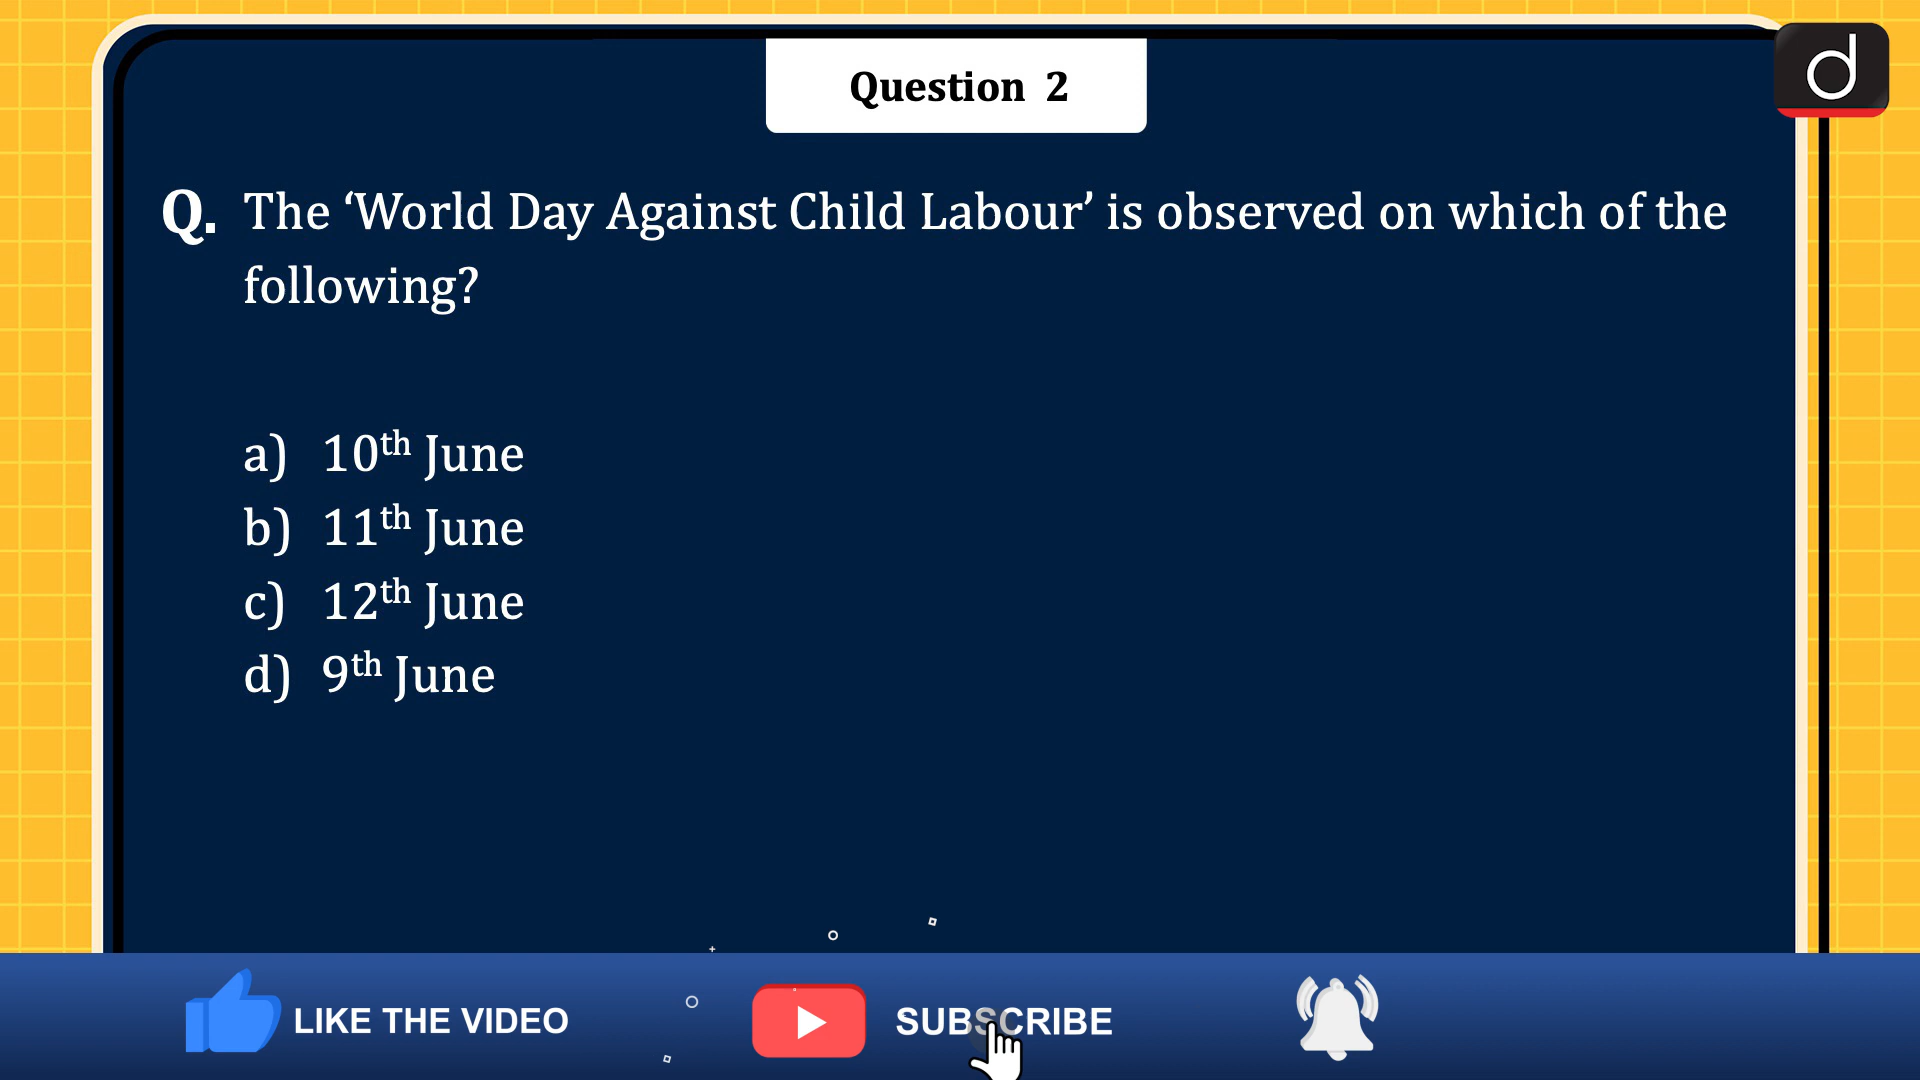 Question 2
Q. The ‘World Day Against Child Labour’ is observed on which of the
following?
a) 10th June
b) 11th June
c) 12th June
d) 9th June
d
LIKE THE VIDEO
SUBSCRIBE